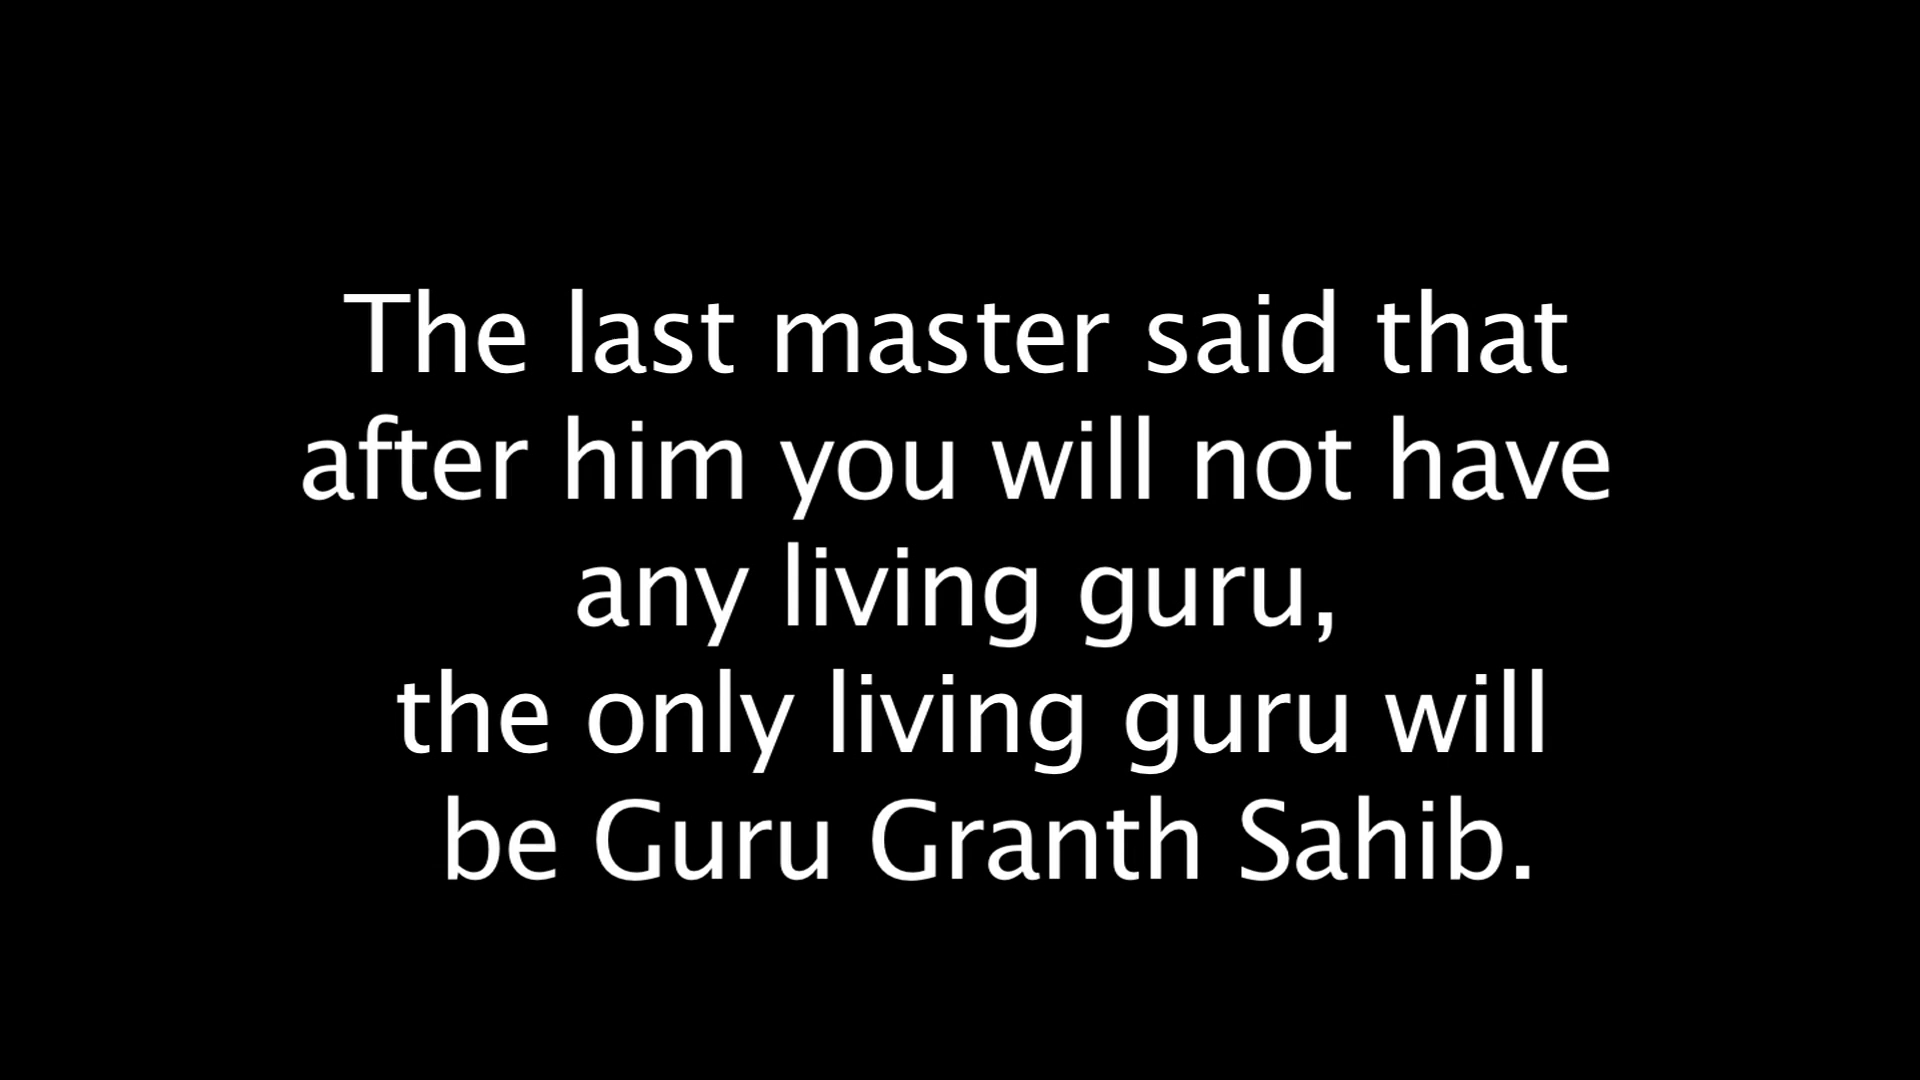 The last master said that
after him you will not have
any living guru,
the only living guru will
be Guru Granth Sahib.